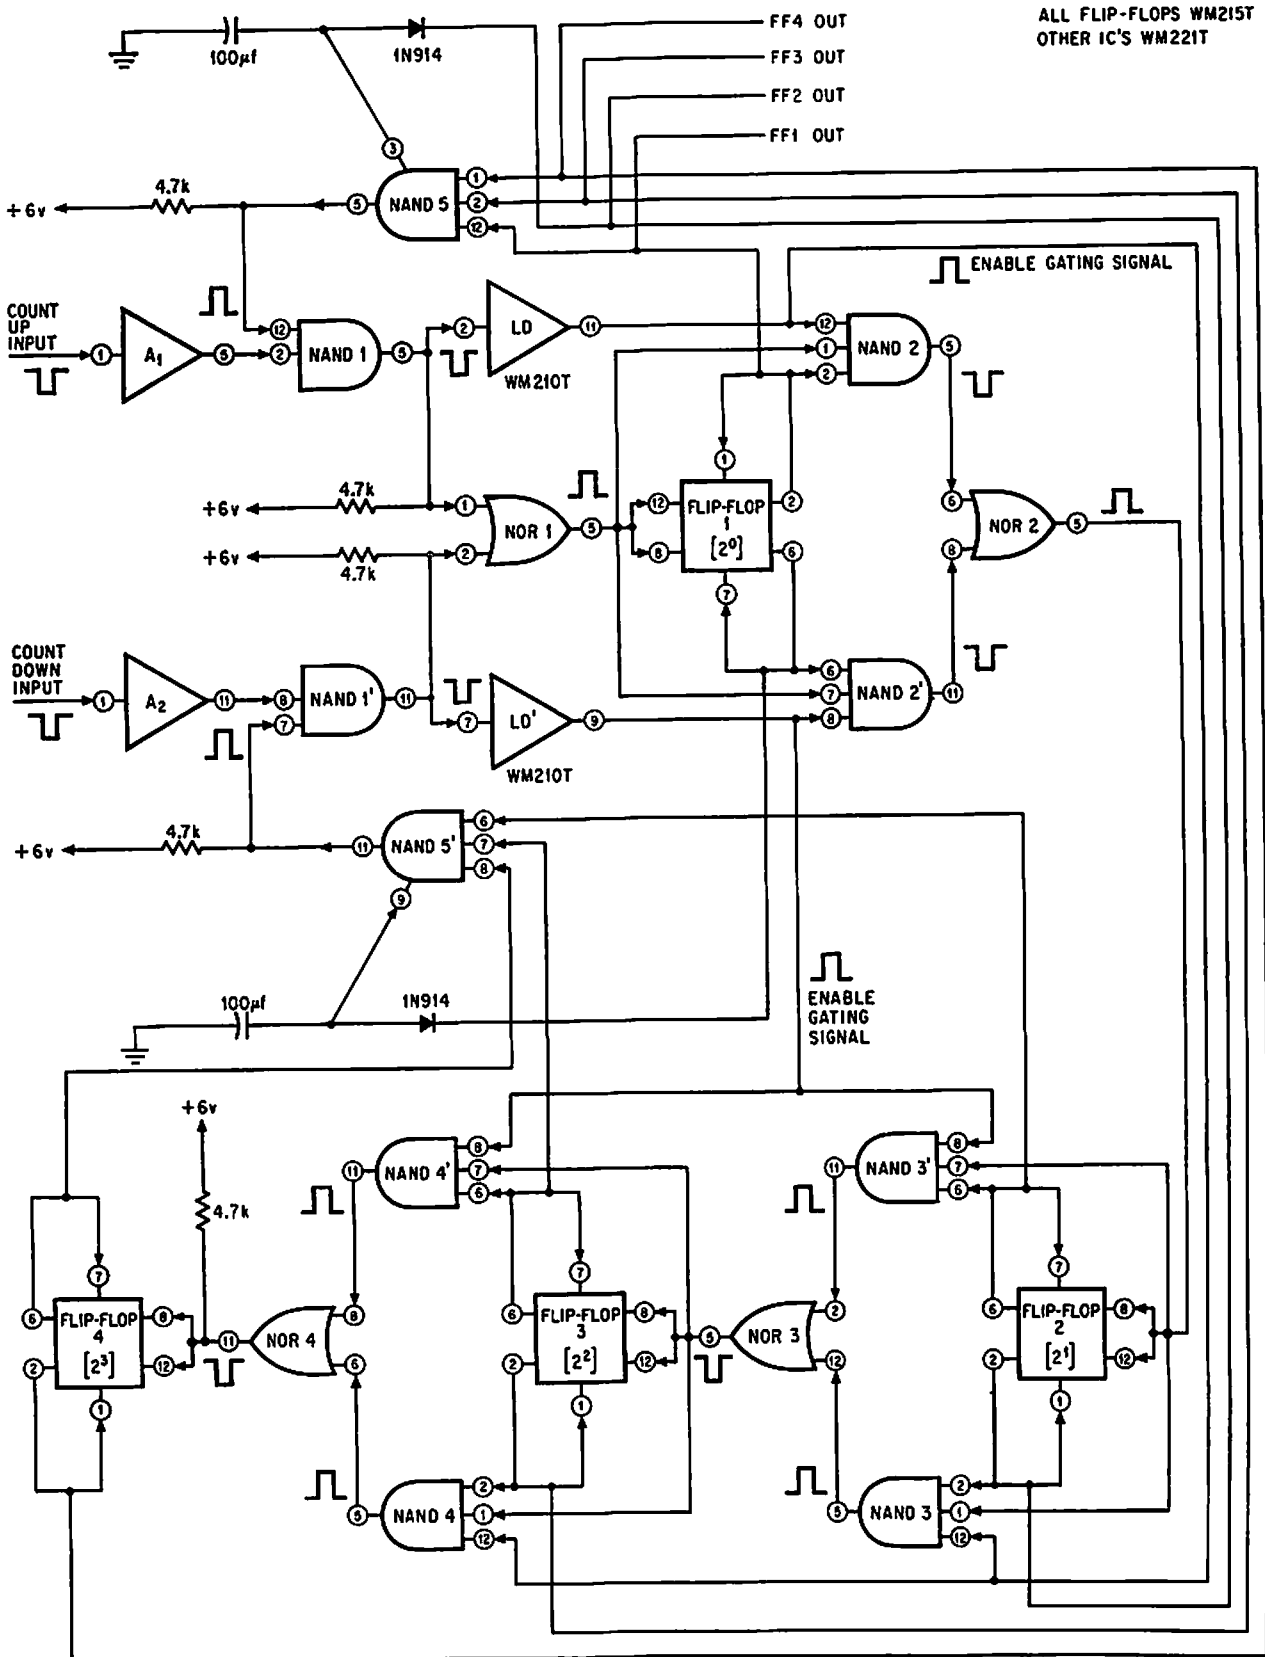 FF4 OUT
ALL FLIP-FLOPS WM215T
OTHER IC'S WM221T
100µf
1N914
FF3 OUT
FF2 OUT
FF1 OUT
3
4.7k
1
+6v
5
NAND 5
2
12
ENABLE GATING SIGNAL
COUNT
UP
INPUT
1
A1
5
12
2
NAND 1
5
2
LD
11
WM210T
12
1
2
NAND 2
5
1
4.7k
+6v
1
12
FLIP-FLOP
1
[2⁰]
2
6
NOR 1
5
NOR 2
5
+6v
2
8
6
8
4.7k
7
COUNT
DOWN
INPUT
1
A2
11
8
7
NAND 1'
11
7
LD'
9
WM210T
6
7
8
NAND 2'
11
4.7k
+6v
11
NAND 5'
6
7
8
9
100µf
1N914
ENABLE
GATING
SIGNAL
+6v
4.7k
11
NAND 4'
8
7
6
11
NAND 3'
8
7
6
7
7
7
6
FLIP-FLOP
4
[2³]
8
11
NOR 4
8
6
FLIP-FLOP
3
[2²]
8
5
NOR 3
2
6
FLIP-FLOP
2
[2¹]
8
2
12
6
2
12
12
2
12
1
1
1
5
NAND 4
2
1
12
5
NAND 3
2
1
12